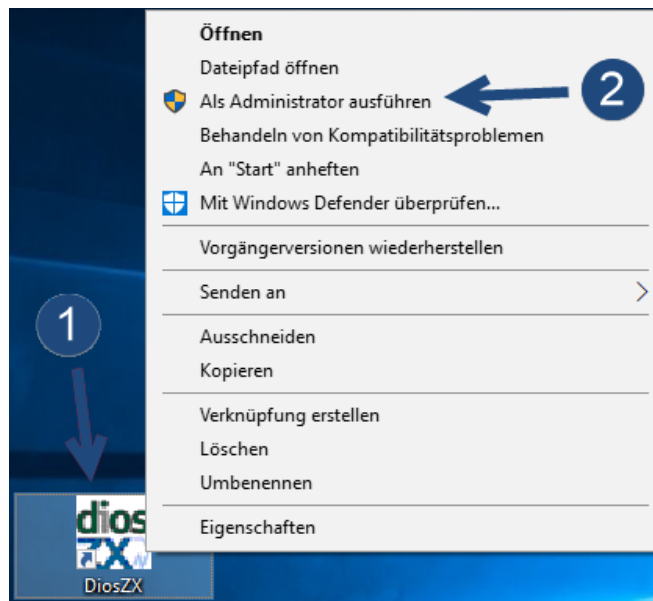 Öffnen
Dateipfad öffnen
Als Administrator ausführen
2
Behandeln von Kompatibilitätsproblemen
An "Start" anheften
Mit Windows Defender überprüfen...
Vorgängerversionen wiederherstellen
Senden an
1
Ausschneiden
Kopieren
Verknüpfung erstellen
Löschen
Umbenennen
Eigenschaften
dios
ZX
DiosZX